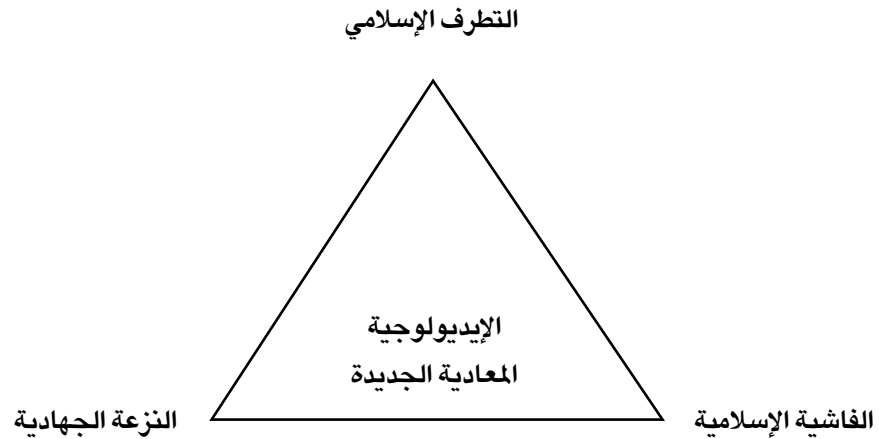 التطرف الإسلامي
الإيديولوجية
المعادية الجديدة
الفاشية الإسلامية
النزعة الجهادية